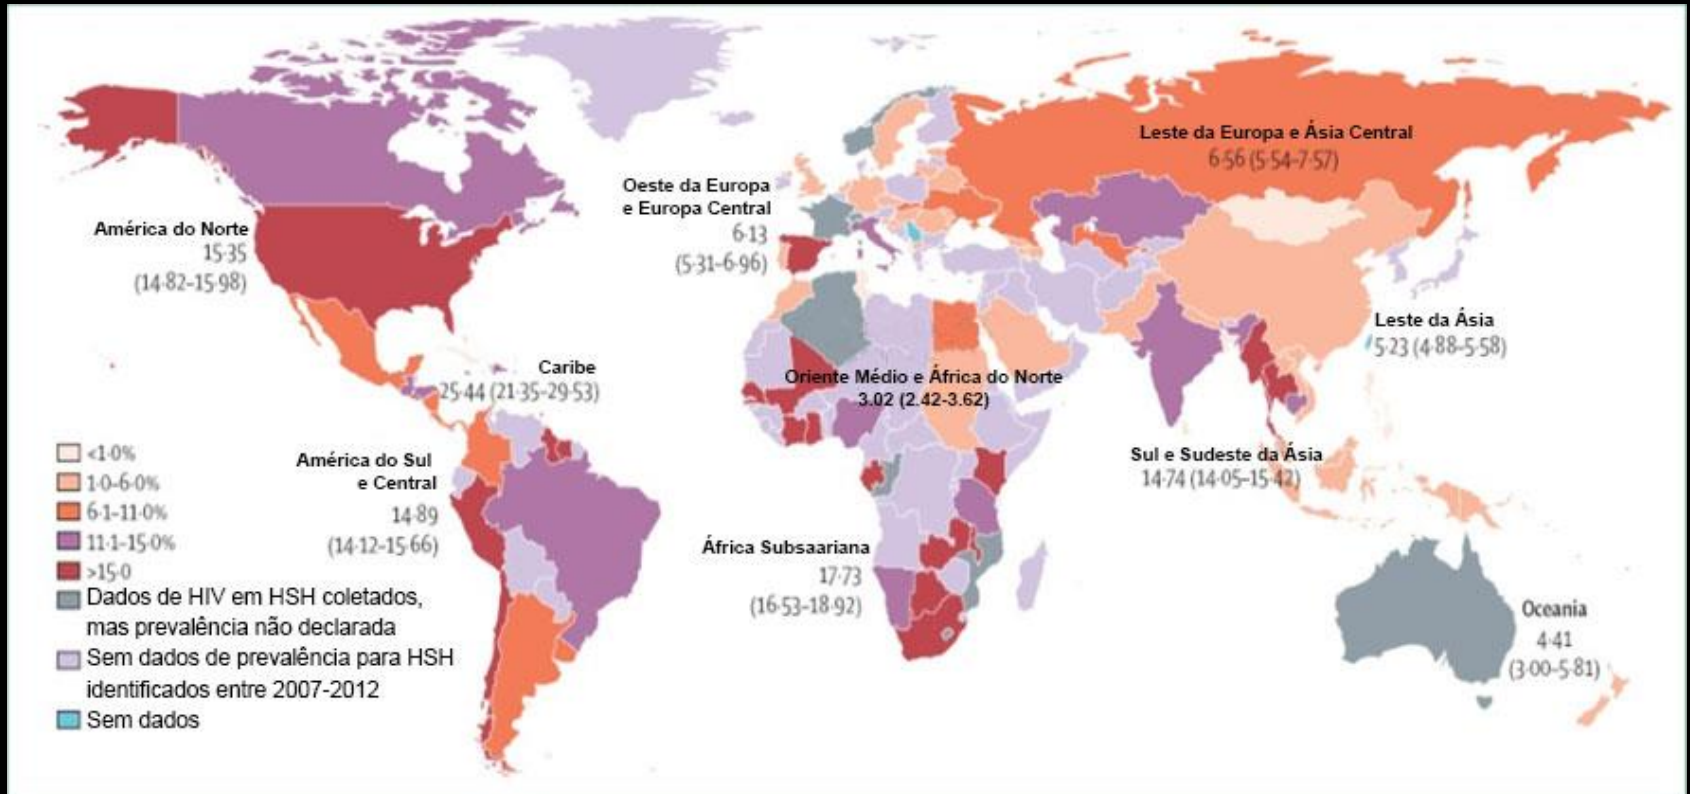 Leste da Europa e Ásia Central
6·56 (5·54-7·57)
Oeste da Europa
e Europa Central
6·13
(5·31-6·96)
América do Norte
15·35
(14·82-15·98)
Leste da Ásia
5·23 (4·88-5·58)
Caribe
25·44 (21·35-29·53)
Oriente Médio e África do Norte
3.02 (2.42-3.62)
América do Sul
e Central
14·89
(14·12-15·66)
Sul e Sudeste da Ásia
14·74 (14·05-15·42)
África Subsaariana
17·73
(16·53-18·92)
Oceania
4·41
(3·00-5·81)
<1·0%
1·0-6·0%
6·1-11·0%
11·1-15·0%
>15·0
Dados de HIV em HSH coletados,
mas prevalência não declarada
Sem dados de prevalência para HSH
identificados entre 2007-2012
Sem dados